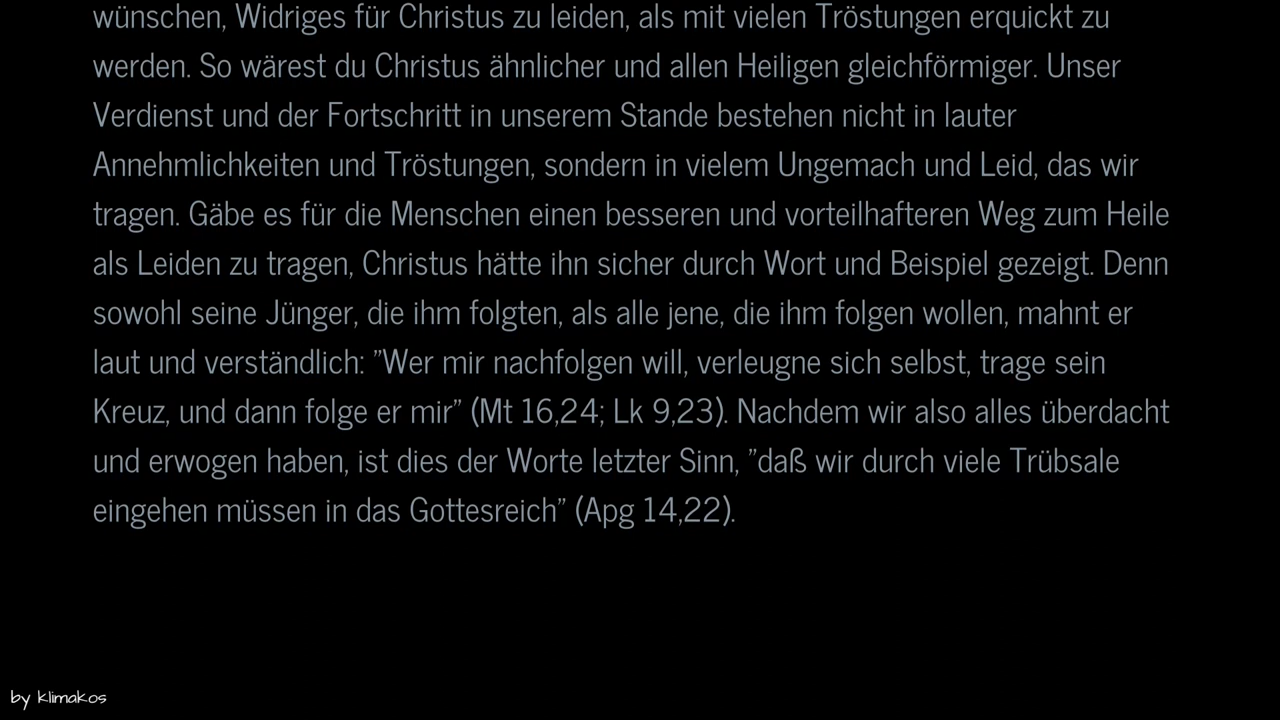 wünschen, Widriges für Christus zu leiden, als mit vielen Tröstungen erquickt zu
werden. So wärest du Christus ähnlicher und allen Heiligen gleichförmiger. Unser
Verdienst und der Fortschritt in unserem Stande bestehen nicht in lauter
Annehmlichkeiten und Tröstungen, sondern in vielem Ungemach und Leid, das wir
tragen. Gäbe es für die Menschen einen besseren und vorteilhafteren Weg zum Heile
als Leiden zu tragen, Christus hätte ihn sicher durch Wort und Beispiel gezeigt. Denn
sowohl seine Jünger, die ihm folgten, als alle jene, die ihm folgen wollen, mahnt er
laut und verständlich: ”Wer mir nachfolgen will, verleugne sich selbst, trage sein
Kreuz, und dann folge er mir” (Mt 16,24; Lk 9,23). Nachdem wir also alles überdacht
und erwogen haben, ist dies der Worte letzter Sinn, ”daß wir durch viele Trübsale
eingehen müssen in das Gottesreich” (Apg 14,22).
by klimakos